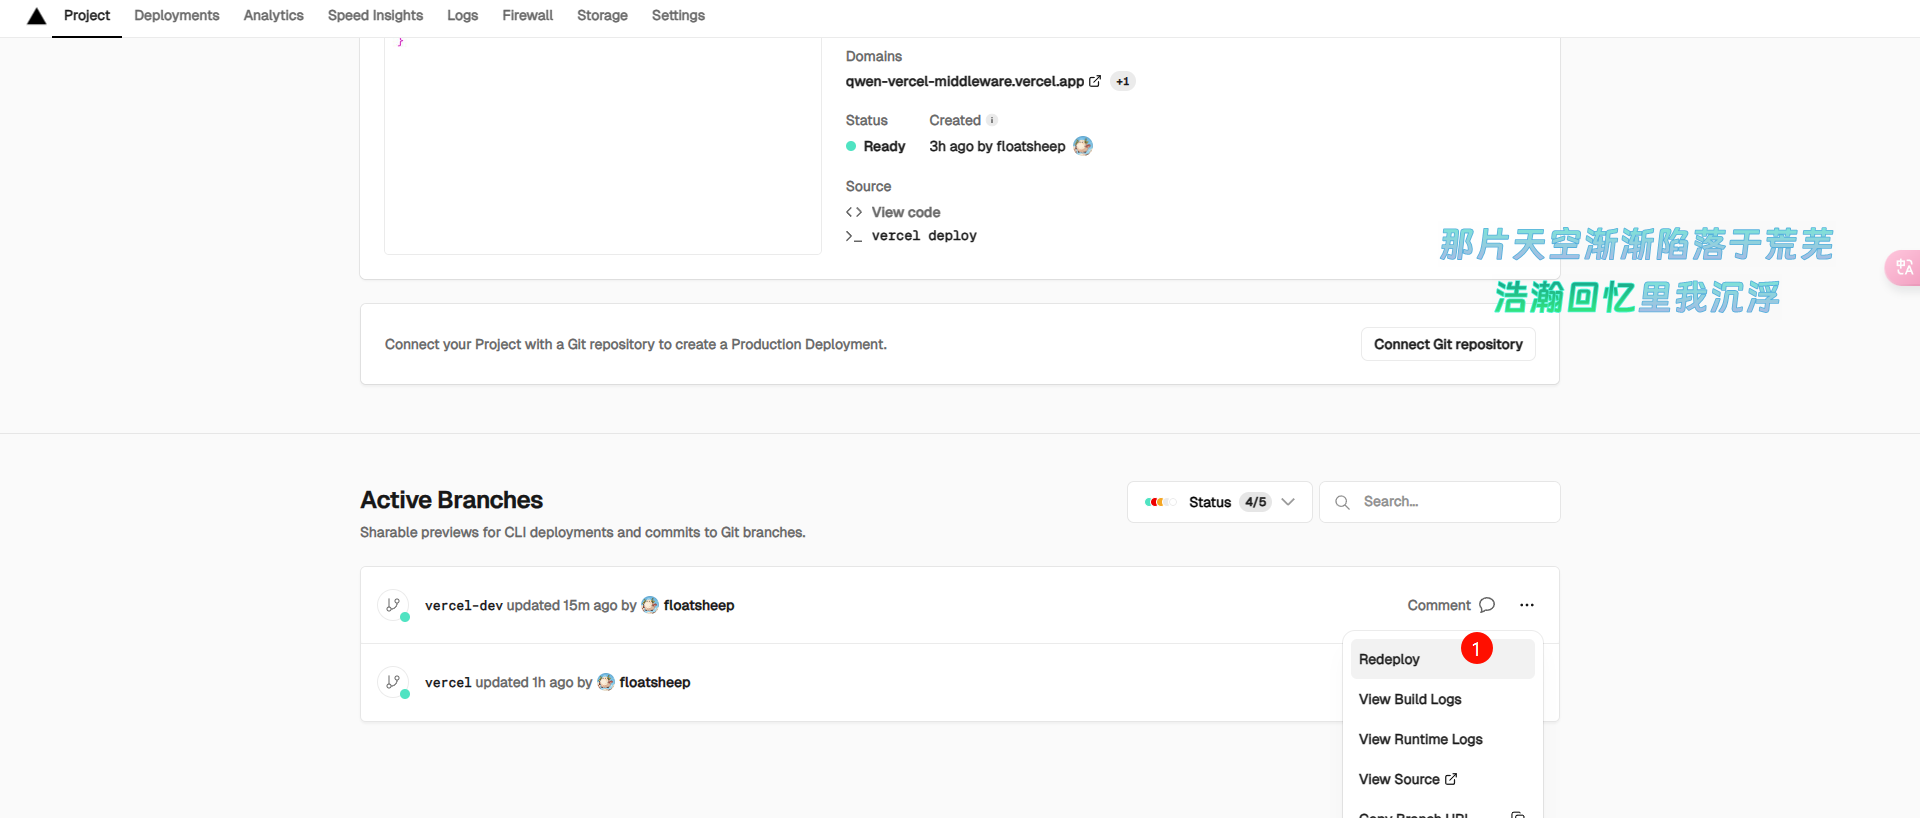 Project Deployments Analytics Speed Insights Logs Firewall Storage Settings
}
Domains
qwen-vercel-middleware.vercel.app +1
Status Created
Ready 3h ago by floatsheep
Source
View code
>_ vercel deploy
那片天空渐渐陷落于荒芜
浩瀚回忆里我沉浮
Connect your Project with a Git repository to create a Production Deployment.
Connect Git repository
Active Branches
Sharable previews for CLI deployments and commits to Git branches.
Status 4/5
Search...
vercel-dev updated 15m ago by floatsheep
Comment
1
Redeploy
vercel updated 1h ago by floatsheep
View Build Logs
View Runtime Logs
View Source
Copy Branch URL